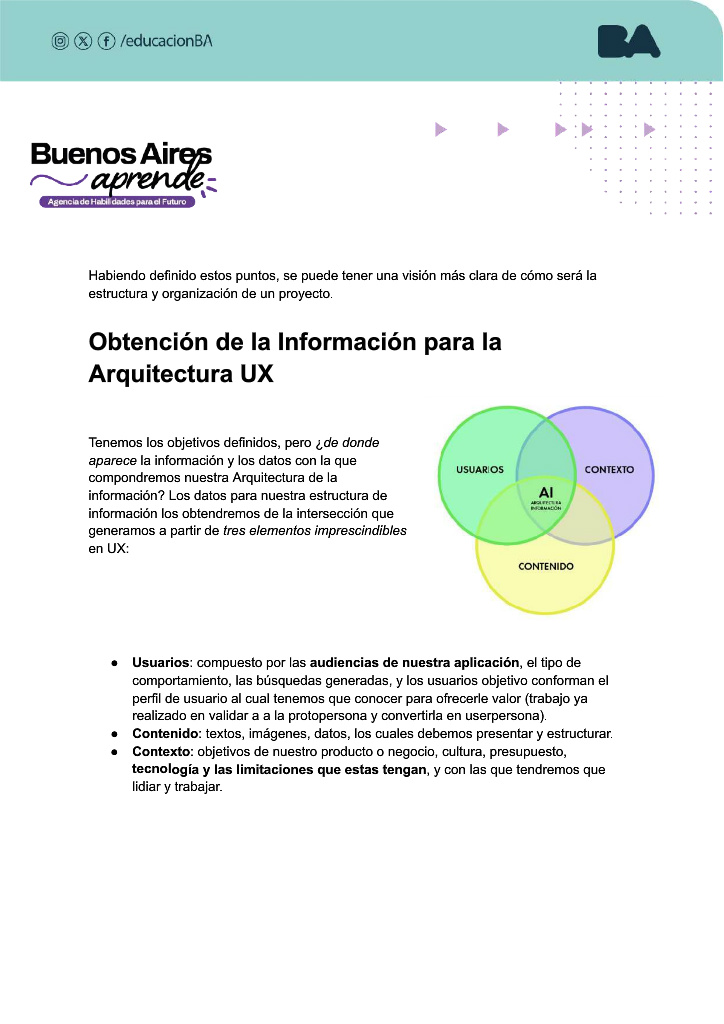 /educacionBA
BA
Buenos Aires
aprende
Agencia de Habilidades para el Futuro
Habiendo definido estos puntos, se puede tener una visión más clara de cómo será la
estructura y organización de un proyecto.
Obtención de la Información para la
Arquitectura UX
Tenemos los objetivos definidos, pero ¿de donde
aparece la información y los datos con la que
compondremos nuestra Arquitectura de la
información? Los datos para nuestra estructura de
información los obtendremos de la intersección que
generamos a partir de tres elementos imprescindibles
en UX:
USUARIOS
CONTEXTO
AI
ARQUITECTURA
INFORMACIÓN
CONTENIDO
● Usuarios: compuesto por las audiencias de nuestra aplicación, el tipo de
comportamiento, las búsquedas generadas, y los usuarios objetivo conforman el
perfil de usuario al cual tenemos que conocer para ofrecerle valor (trabajo ya
realizado en validar a a la protopersona y convertirla en userpersona).
● Contenido: textos, imágenes, datos, los cuales debemos presentar y estructurar.
● Contexto: objetivos de nuestro producto o negocio, cultura, presupuesto,
tecnología y las limitaciones que estas tengan, y con las que tendremos que
lidiar y trabajar.